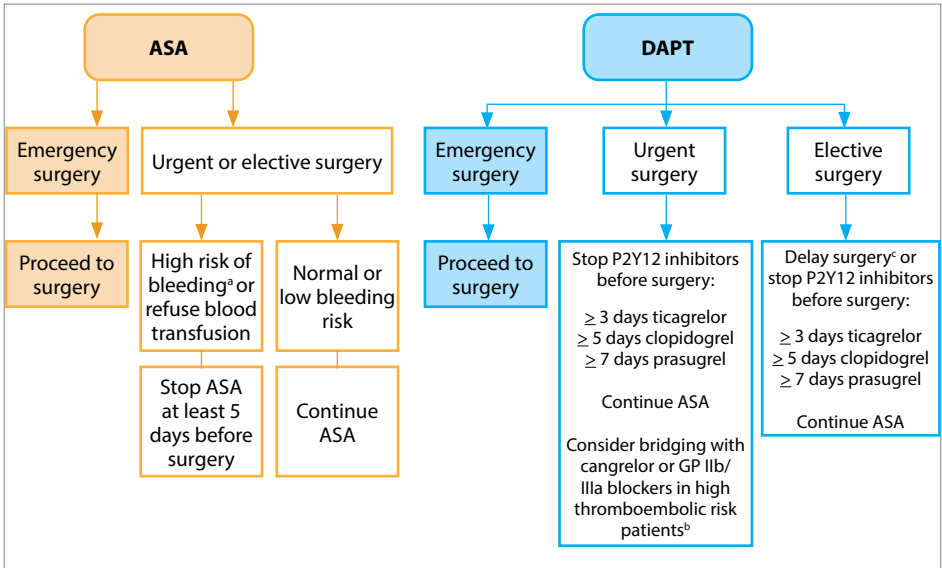 ASA
Emergency
surgery
Urgent or elective surgery
Proceed to
surgery
High risk of
bleedingᵃ or
refuse blood
transfusion
Normal or
low bleeding
risk
Stop ASA
at least 5
days before
surgery
Continue
ASA
DAPT
Emergency
surgery
Urgent
surgery
Elective
surgery
Proceed to
surgery
Stop P2Y12 inhibitors
before surgery:
≥ 3 days ticagrelor
≥ 5 days clopidogrel
≥ 7 days prasugrel
Continue ASA
Consider bridging with
cangrelor or GP IIb/
IIIa blockers in high
thromboembolic risk
patientsᵇ
Delay surgeryᶜ or
stop P2Y12 inhibitors
before surgery:
≥ 3 days ticagrelor
≥ 5 days clopidogrel
≥ 7 days prasugrel
Continue ASA